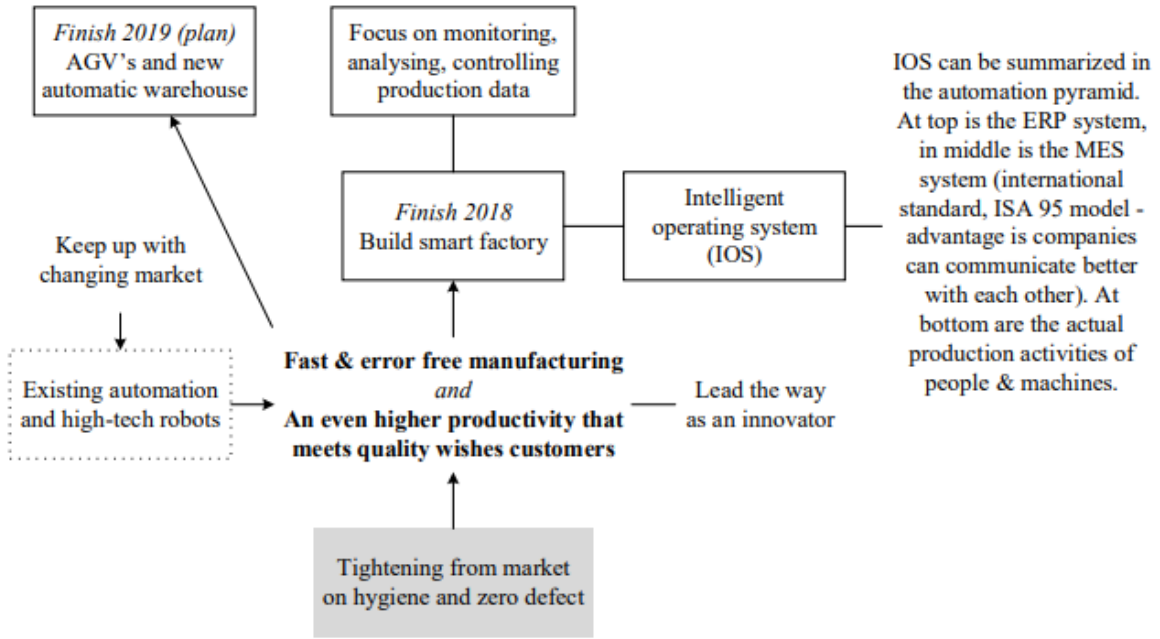 Finish 2019 (plan)
AGV's and new
automatic warehouse
Focus on monitoring,
analysing, controlling
production data
IOS can be summarized in
the automation pyramid.
At top is the ERP system,
in middle is the MES
system (international
standard, ISA 95 model -
advantage is companies
can communicate better
with each other). At
bottom are the actual
production activities of
people & machines.
Finish 2018
Build smart factory
Intelligent
operating system
(IOS)
Keep up with
changing market
Existing automation
and high-tech robots
Fast & error free manufacturing
and
An even higher productivity that
meets quality wishes customers
Lead the way
as an innovator
Tightening from market
on hygiene and zero defect